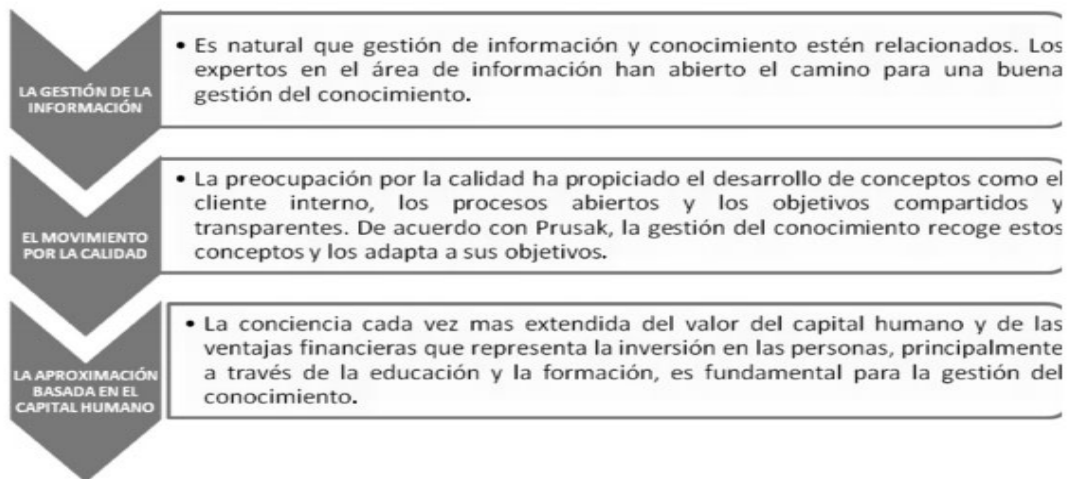 LA GESTIÓN DE LA
INFORMACIÓN
• Es natural que gestión de información y conocimiento estén relacionados. Los
expertos en el área de información han abierto el camino para una buena
gestión del conocimiento.
EL MOVIMIENTO
POR LA CALIDAD
• La preocupación por la calidad ha propiciado el desarrollo de conceptos como el
cliente interno, los procesos abiertos y los objetivos compartidos y
transparentes. De acuerdo con Prusak, la gestión del conocimiento recoge estos
conceptos y los adapta a sus objetivos.
LA APROXIMACIÓN
BASADA EN EL
CAPITAL HUMANO
• La conciencia cada vez mas extendida del valor del capital humano y de las
ventajas financieras que representa la inversión en las personas, principalmente
a través de la educación y la formación, es fundamental para la gestión del
conocimiento.